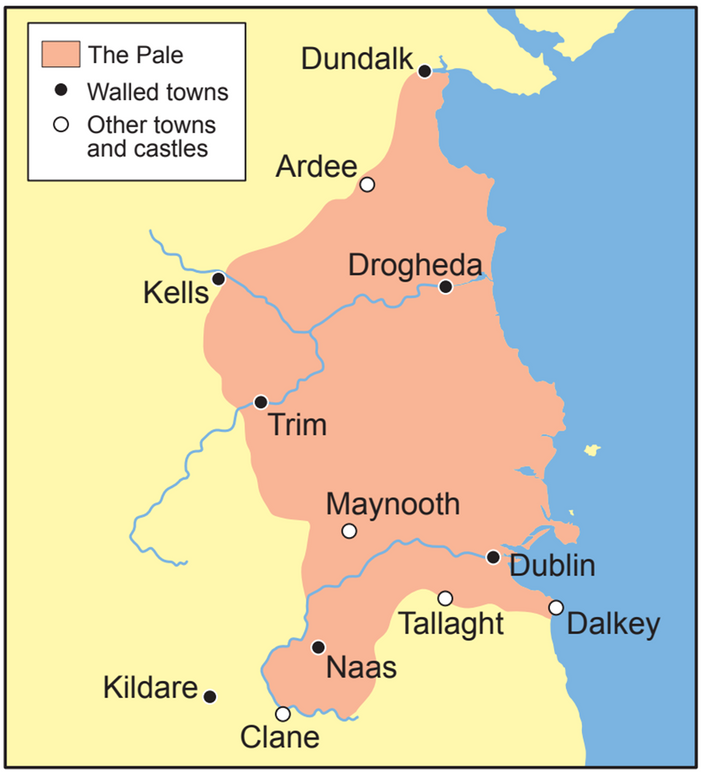 The Pale
Walled towns
Other towns
and castles
Dundalk
Ardee
Drogheda
Kells
Trim
Maynooth
Dublin
Tallaght
Dalkey
Naas
Kildare
Clane